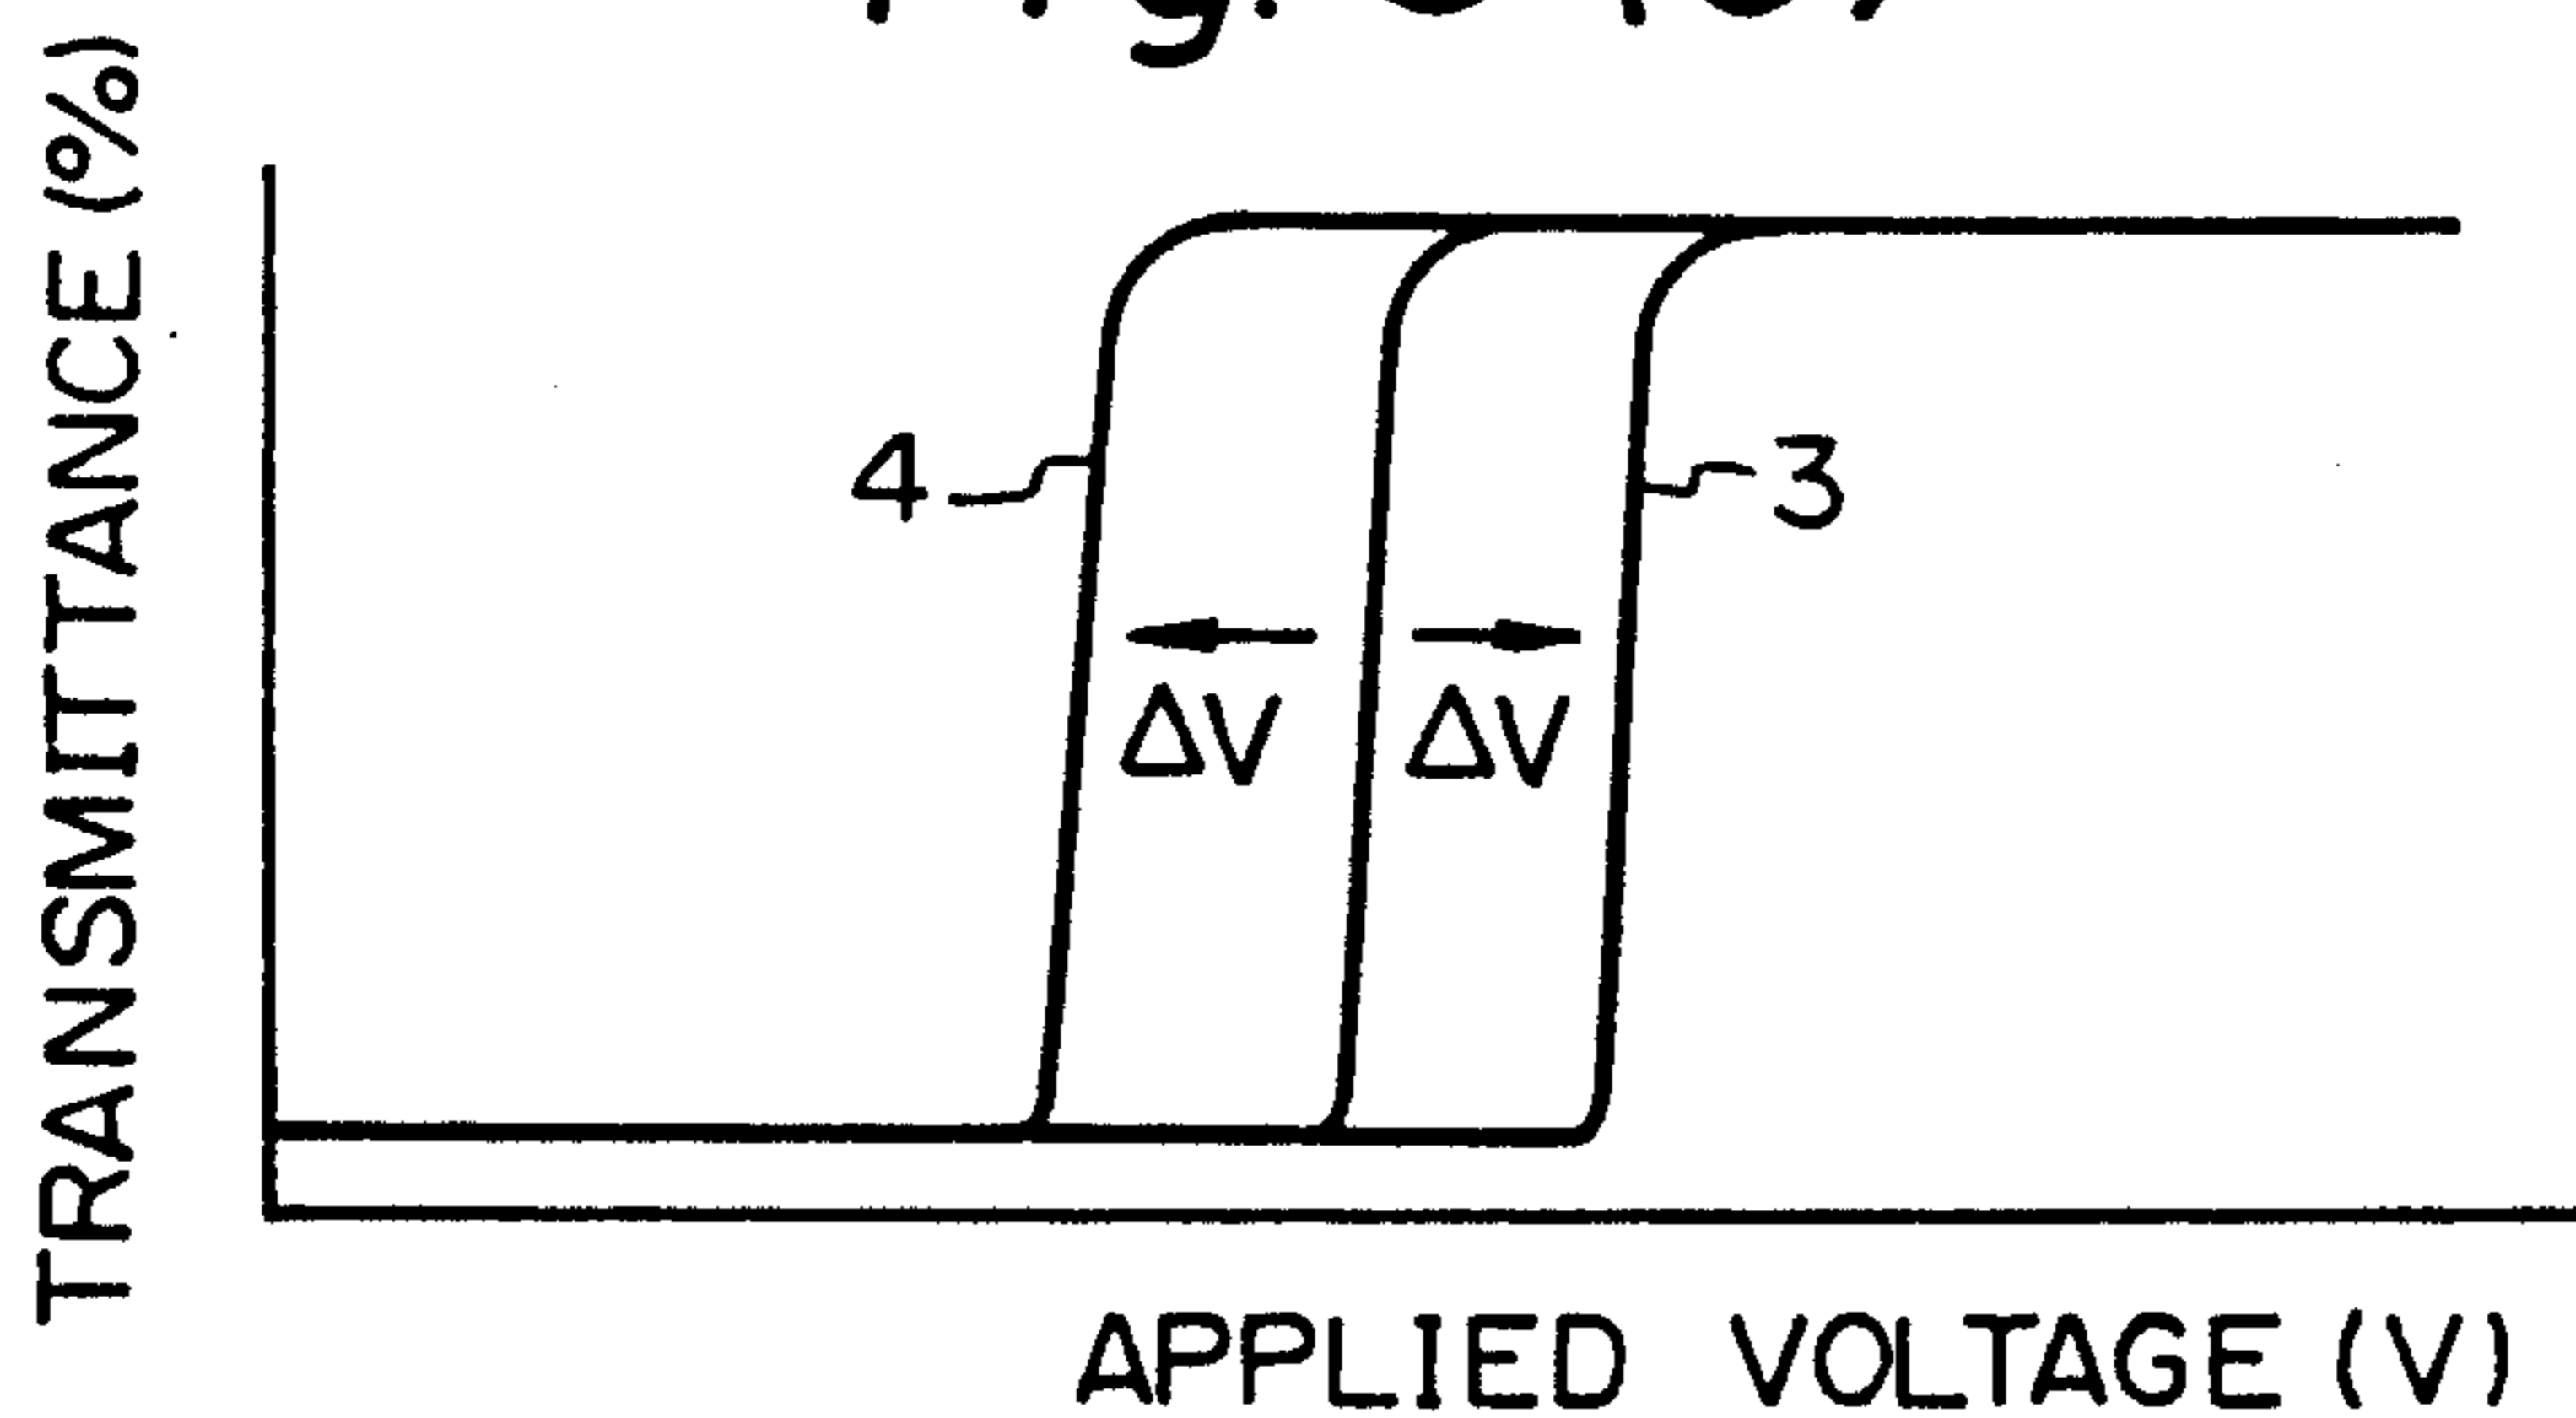 TRANSMITTANCE (%)
4
3
ΔV ΔV
APPLIED VOLTAGE (V)